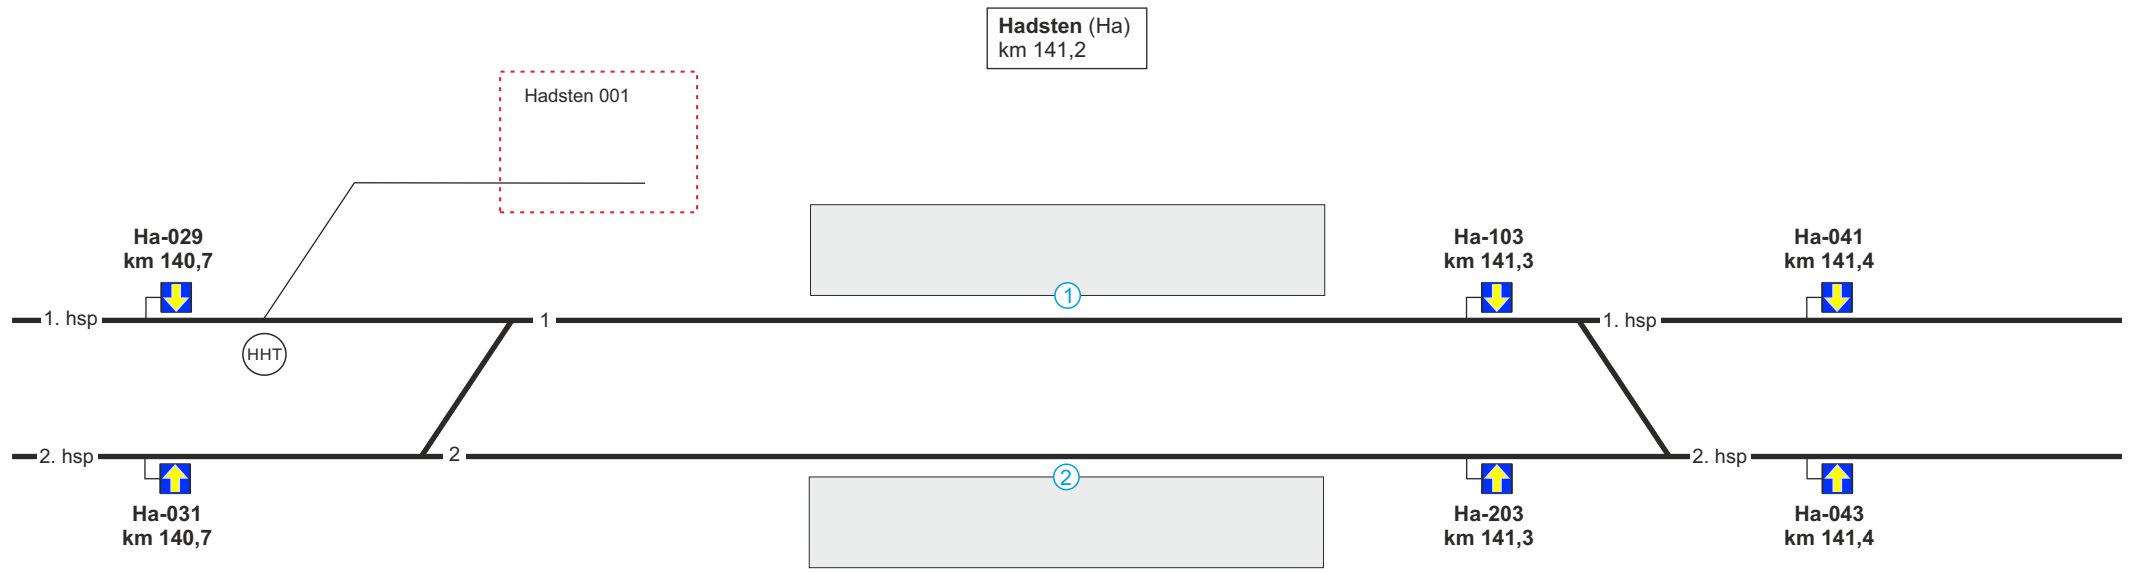 Hadsten (Ha)
km 141,2
Hadsten 001
Ha-029
km 140,7
Ha-103
km 141,3
Ha-041
km 141,4
1
1. hsp
1
1. hsp
HHT
2. hsp
2
2. hsp
2
Ha-031
km 140,7
Ha-203
km 141,3
Ha-043
km 141,4